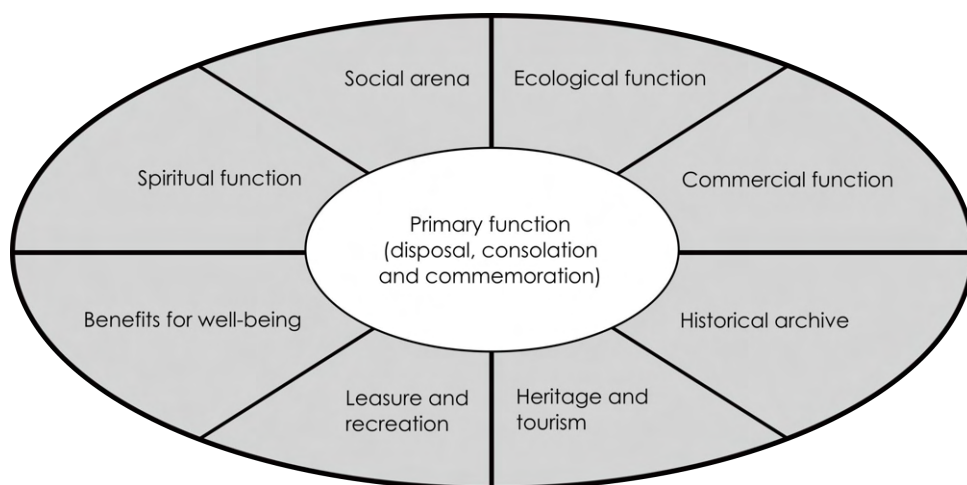 Social arena
Ecological function
Spiritual function
Commercial function
Primary function
(disposal, consolation
and commemoration)
Benefits for well-being
Historical archive
Leasure and
recreation
Heritage and
tourism